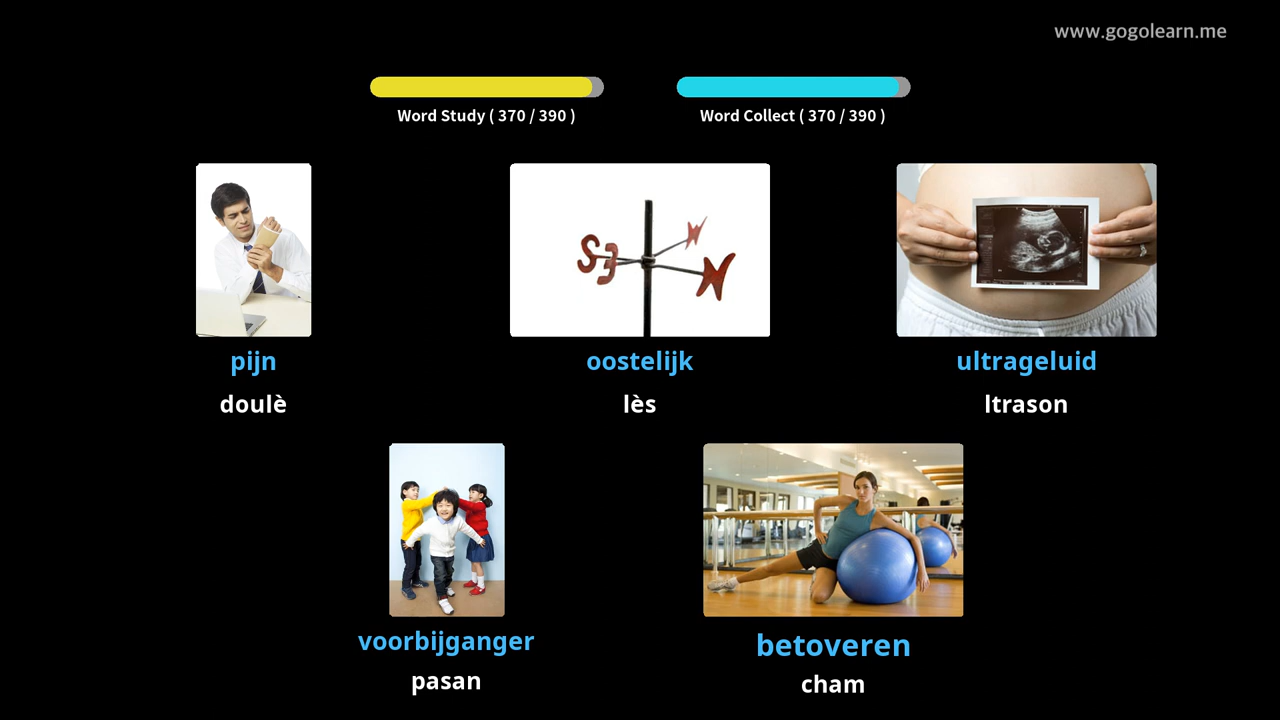 www.gogolearn.me
Word Study ( 370 / 390 )
Word Collect ( 370 / 390 )
S E N W
pijn
oostelijk
ultrageluid
doulè
lès
ltrason
voorbijganger
betoveren
pasan
cham